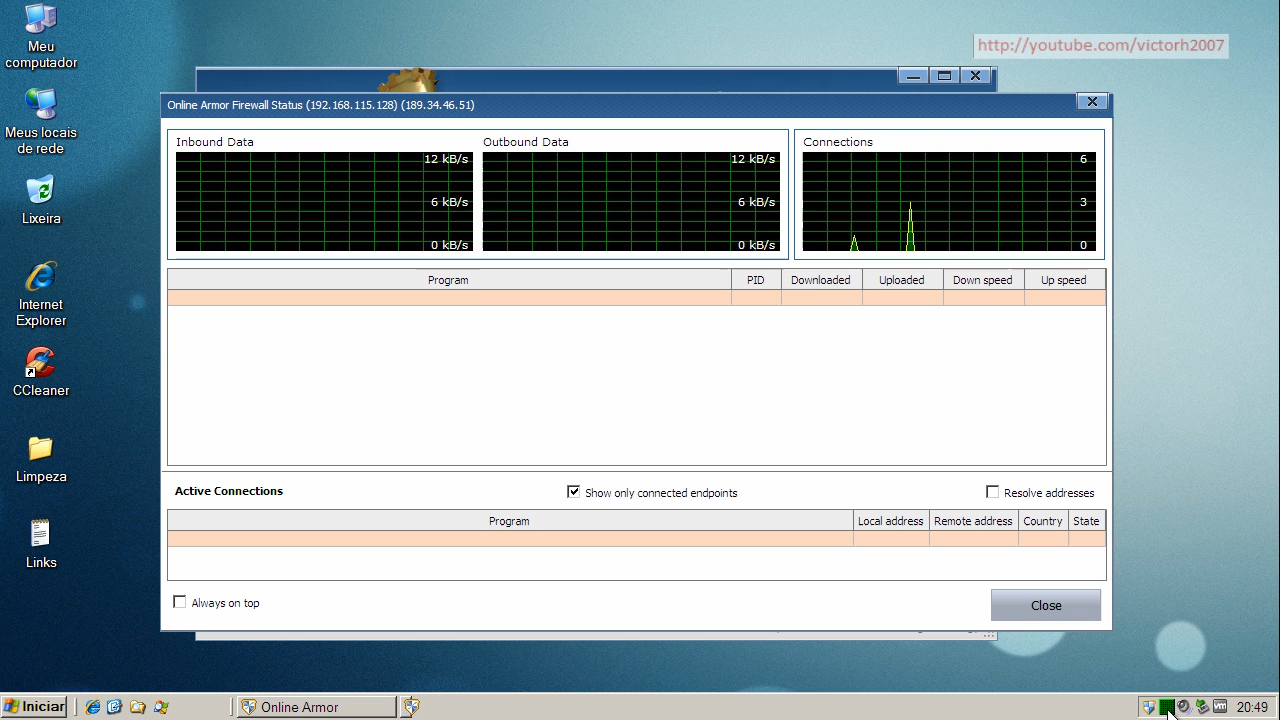 Meu
computador
http://youtube.com/victorh2007
Online Armor Firewall Status (192.168.115.128) (189.34.46.51)
Meus locais
de rede
Inbound Data
Outbound Data
Connections
12 kB/s
12 kB/s
6
6 kB/s
6 kB/s
3
0 kB/s
0 kB/s
0
Lixeira
Program PID Downloaded Uploaded Down speed Up speed
Internet
Explorer
CCleaner
Limpeza
Active Connections
Show only connected endpoints
Resolve addresses
Program Local address Remote address Country State
Links
Always on top
Close
Iniciar
Online Armor
vm
20:49